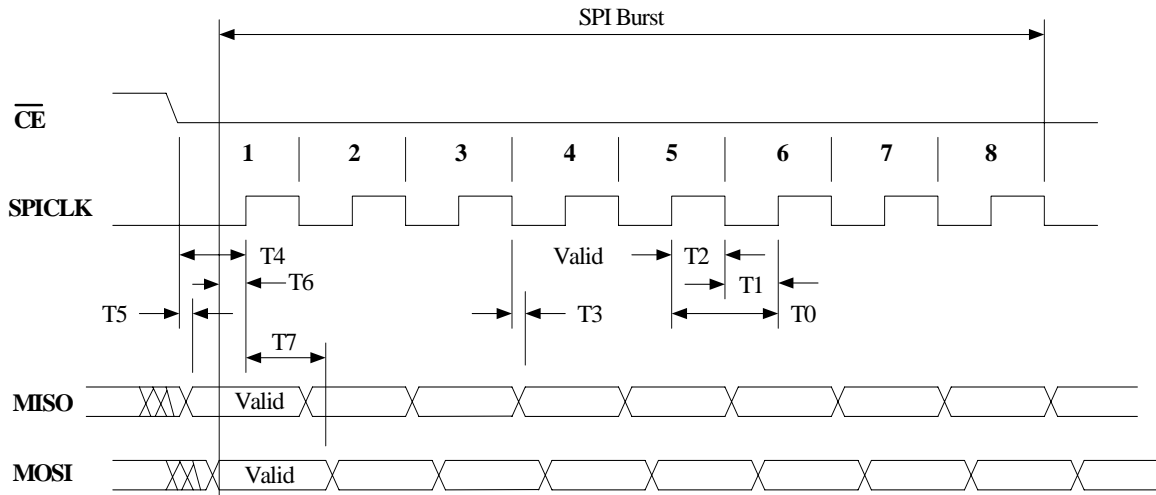 SPI Burst
CE
1 2 3 4 5 6 7 8
SPICLK
T4 Valid T2
T6 T1
T5 T3 T0
T7
MISO Valid
MOSI Valid